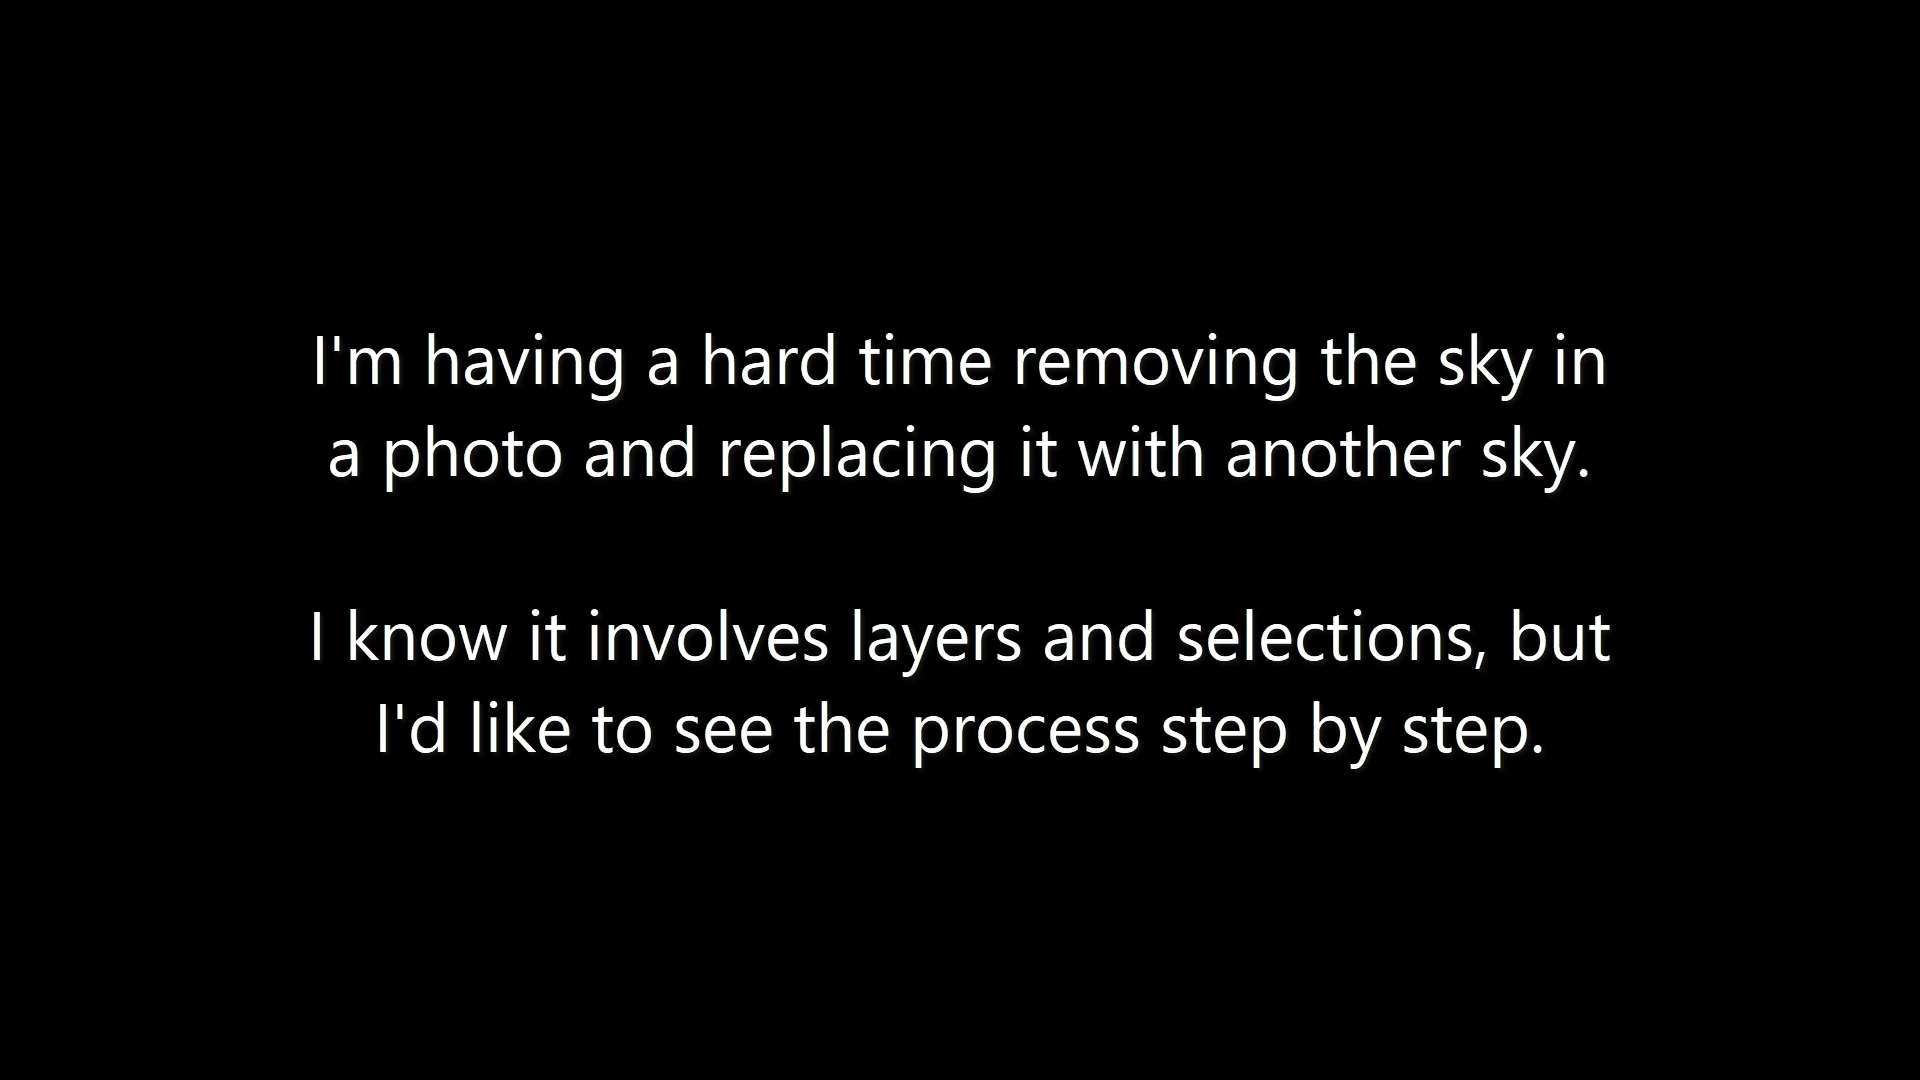 I'm having a hard time removing the sky in
a photo and replacing it with another sky.
I know it involves layers and selections, but
I'd like to see the process step by step.